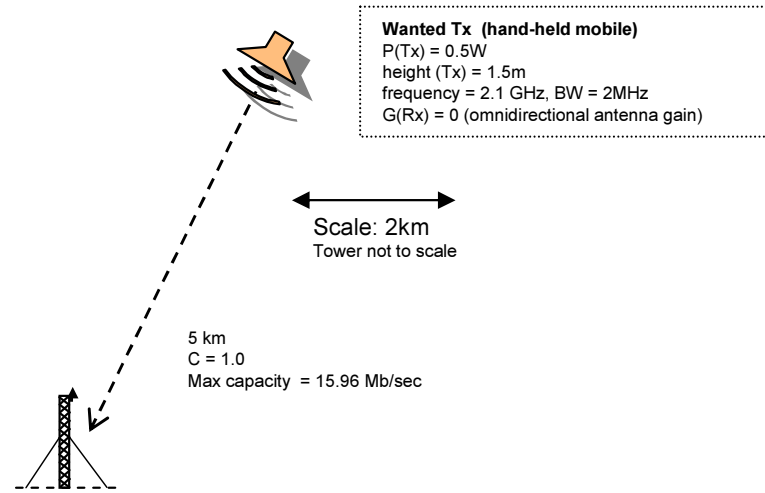 Wanted Tx (hand-held mobile)
P(Tx) = 0.5W
height (Tx) = 1.5m
frequency = 2.1 GHz, BW = 2MHz
G(Rx) = 0 (omnidirectional antenna gain)
Scale: 2km
Tower not to scale
5 km
C = 1.0
Max capacity = 15.96 Mb/sec